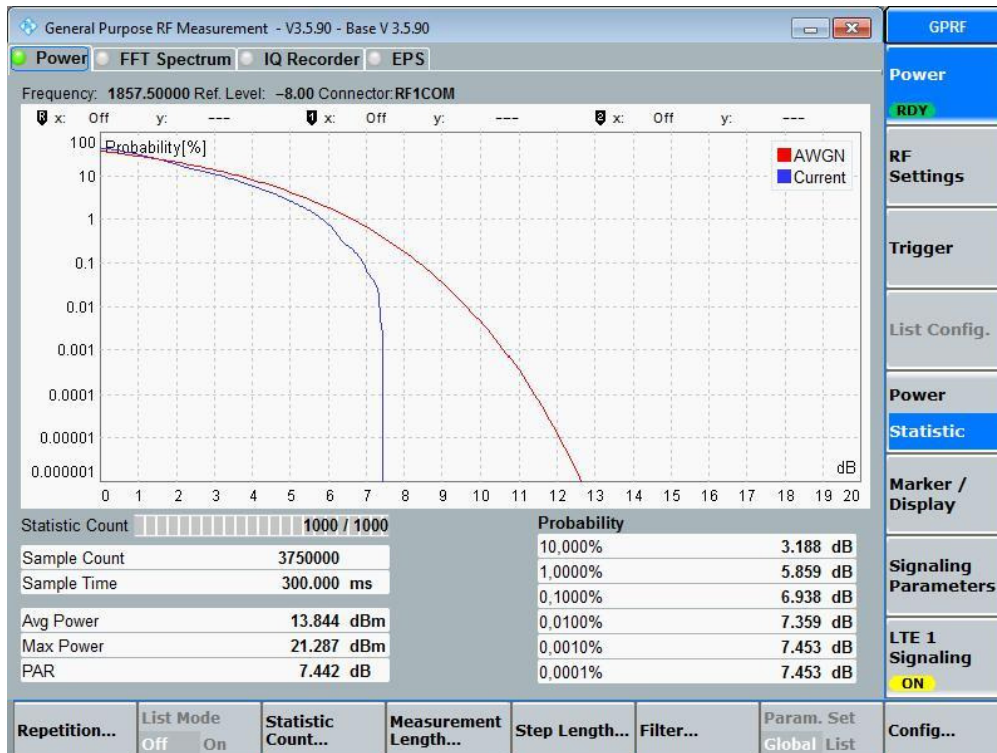 General Purpose RF Measurement - V3.5.90 - Base V 3.5.90
GPRF
Power FFT Spectrum IQ Recorder EPS
Frequency: 1857.50000 Ref. Level: −8.00 Connector:RF1COM
R x: Off y: --- 1 x: Off y: --- 2 x: Off y: ---
Probability[%]
AWGN
Current
100
10
1
0.1
0.01
0.001
0.0001
0.00001
0.000001
dB
0 1 2 3 4 5 6 7 8 9 10 11 12 13 14 15 16 17 18 19 20
Statistic Count 1000 / 1000
Sample Count 3750000
Sample Time 300.000 ms
Avg Power 13.844 dBm
Max Power 21.287 dBm
PAR 7.442 dB
Probability
10,000% 3.188 dB
1,0000% 5.859 dB
0,1000% 6.938 dB
0,0100% 7.359 dB
0,0010% 7.453 dB
0,0001% 7.453 dB
Power
RDY
RF
Settings
Trigger
List Config.
Power
Statistic
Marker /
Display
Signaling
Parameters
LTE 1
Signaling
ON
Repetition...
List Mode
Off On
Statistic
Count...
Measurement
Length...
Step Length...
Filter...
Param. Set
Global List
Config...